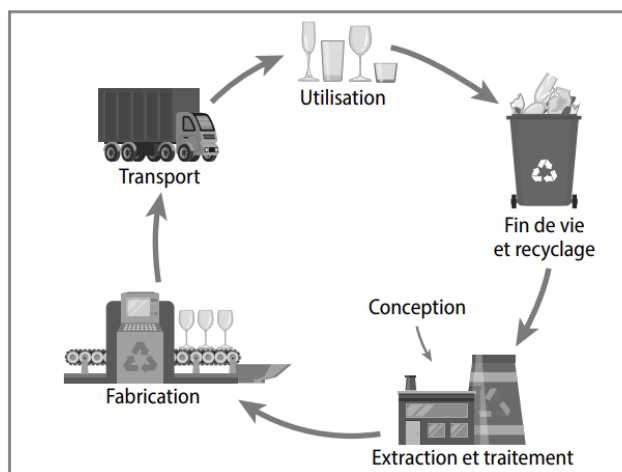 Utilisation
Transport
Fin de vie
et recyclage
Conception
Fabrication
Extraction et traitement